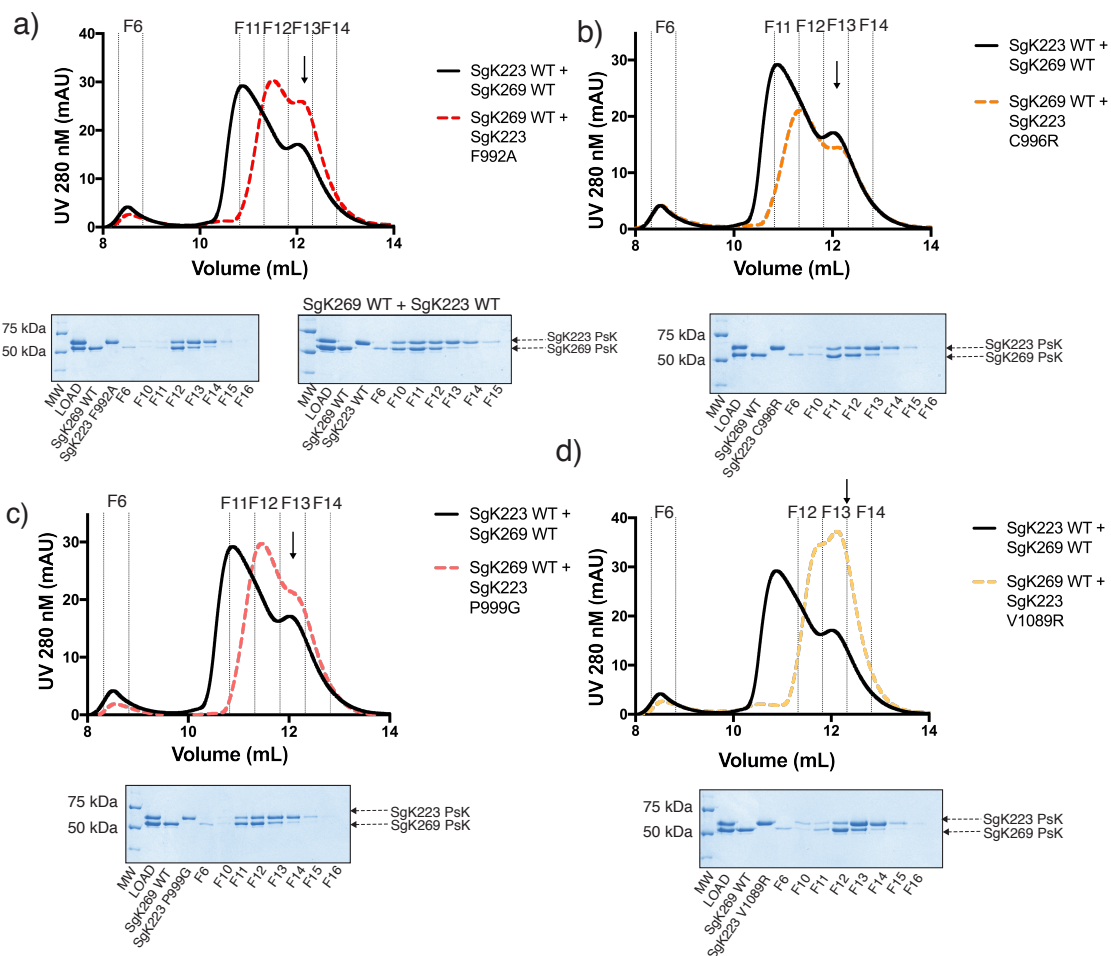 a)
F6
F11 F12 F13 F14
UV 280 nM (mAU)
40
30
20
10
0
8
10
12
14
Volume (mL)
SgK223 WT +
SgK269 WT
SgK269 WT +
SgK223
F992A
75 kDa
50 kDa
MW
LOAD
SgK269 WT
SgK223 F992A
F6
F10
F11
F12
F13
F14
F15
F16
SgK269 WT + SgK223 WT
SgK223 PsK
SgK269 PsK
MW
LOAD
SgK269 WT
SgK223 WT
F6
F10
F11
F12
F13
F14
F15
b)
F6
F11 F12 F13 F14
UV 280 nM (mAU)
30
20
10
0
8
10
12
14
Volume (mL)
SgK223 WT +
SgK269 WT
SgK269 WT +
SgK223
C996R
75 kDa
50 kDa
SgK223 PsK
SgK269 PsK
MW
LOAD
SgK269 WT
SgK223 C996R
F6
F10
F11
F12
F13
F14
F15
F16
c)
F6
F11 F12 F13 F14
UV 280 nM (mAU)
30
20
10
0
8
10
12
14
Volume (mL)
SgK223 WT +
SgK269 WT
SgK269 WT +
SgK223
P999G
75 kDa
50 kDa
SgK223 PsK
SgK269 PsK
MW
LOAD
SgK269 WT
SgK223 P999G
F6
F10
F11
F12
F13
F14
F15
F16
d)
F6
F12 F13 F14
UV 280 nM (mAU)
40
30
20
10
0
8
10
12
14
Volume (mL)
SgK223 WT +
SgK269 WT
SgK269 WT +
SgK223
V1089R
75 kDa
50 kDa
SgK223 PsK
SgK269 PsK
MW
LOAD
SgK269 WT
SgK223 V1089R
F6
F10
F11
F12
F13
F14
F15
F16